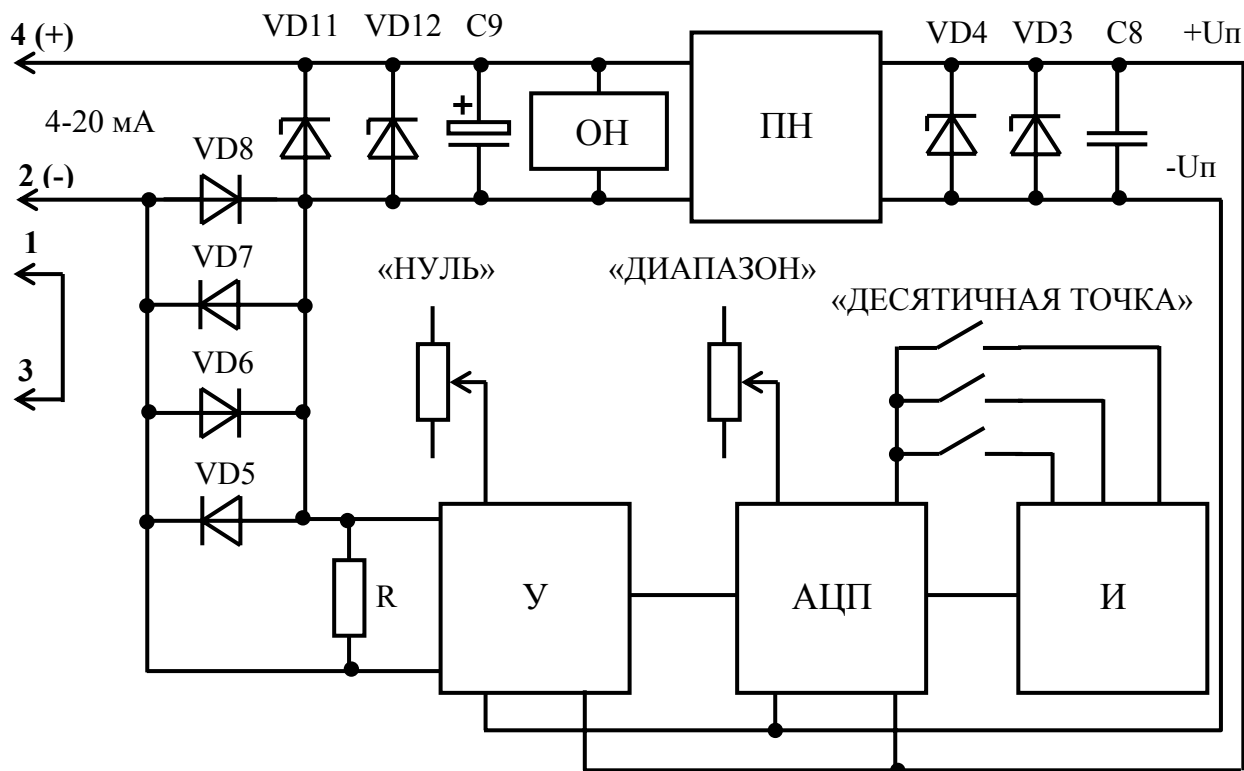 4 (+)
VD11
VD12
C9
VD4
VD3
C8
+Uп
4-20 мА
+
ОН
ПН
VD8
2 (-)
-Uп
1
VD7
«НУЛЬ»
«ДИАПАЗОН»
«ДЕСЯТИЧНАЯ ТОЧКА»
3
VD6
VD5
R
У
АЦП
И